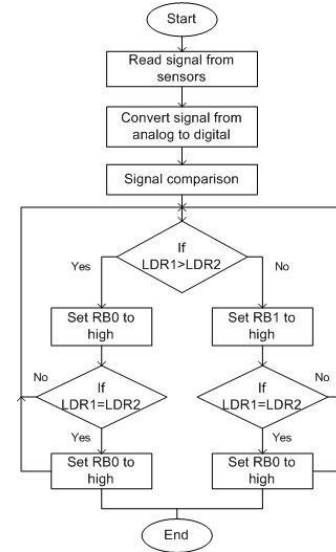 Start
Read signal from
sensors
Convert signal from
analog to digital
Signal comparison
If
LDR1>LDR2
Yes
No
Set RB0 to
high
Set RB1 to
high
No
If
LDR1=LDR2
If
LDR1=LDR2
No
Yes
Yes
Set RB0 to
high
Set RB0 to
high
End